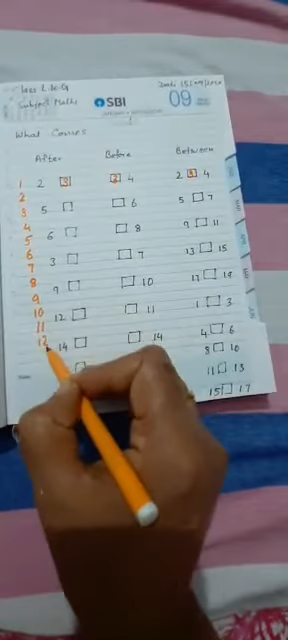 Class L.K.G
Subject Maths
SBI
09
What Comes
After Before Between
1 2 3 3 4 2 3 4
2
3 5 6 5 7
4
5 6 8 9 11
6
7 3 7 13 15
8 9 10 17 19
9
10 12 11 1 3
11
12 14 14 4 6
8 10
11 13
15 17